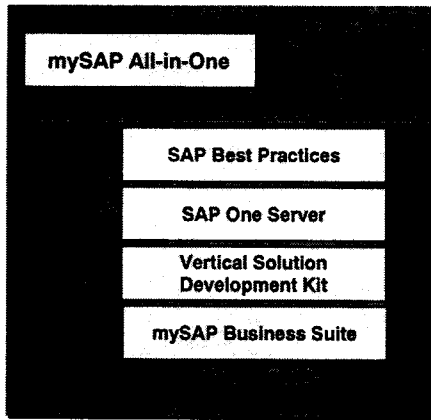 mySAP All-in-One
SAP Best Practices
SAP One Server
Vertical Solution
Development Kit
mySAP Business Suite